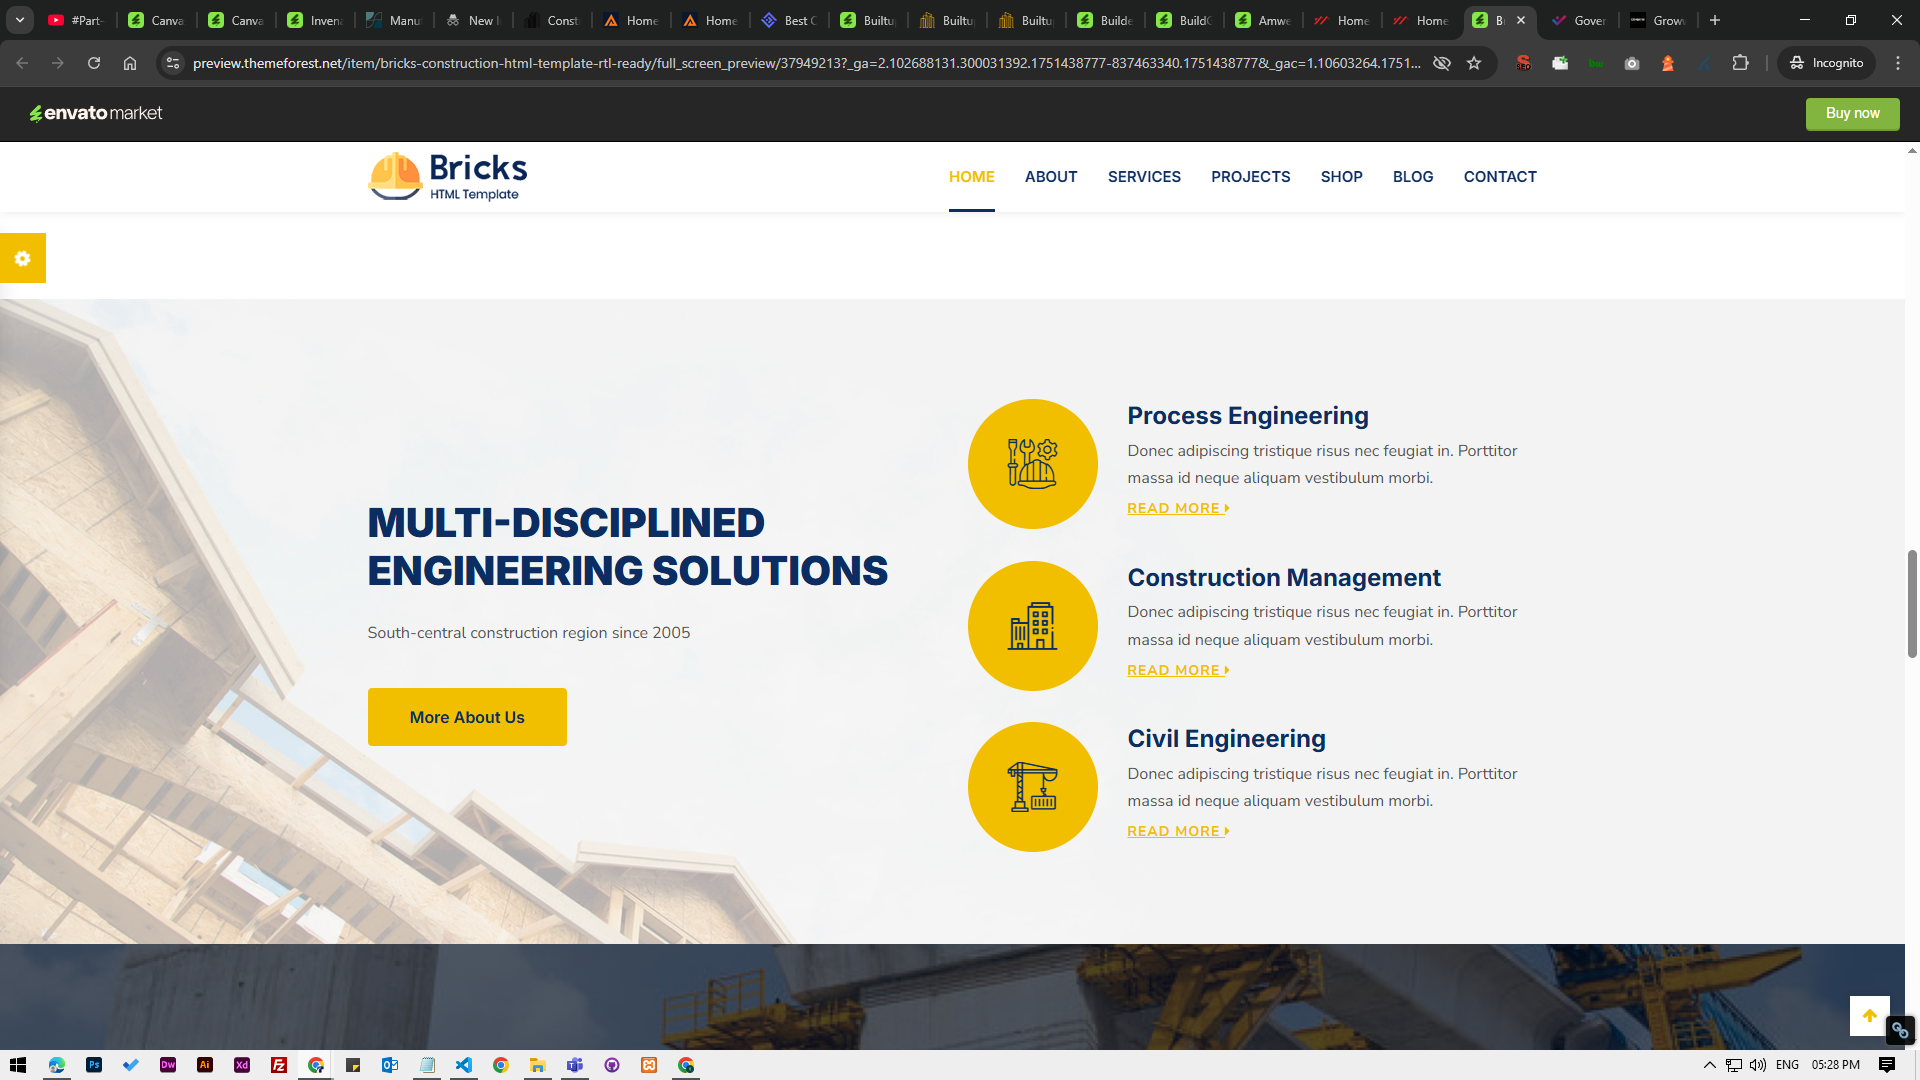 #Part-
Canva
Canva
Invena
Manu
New I
Const
Home
Home
Best C
Builtu
Builtu
Builtu
Builde
BuildC
Amwe
Home
Home
B
Gover
Grow
preview.themeforest.net/item/bricks-construction-html-template-rtl-ready/full_screen_preview/37949213?_ga=2.102688131.300031392.1751438777-837463340.1751438777&_gac=1.10603264.1751...
Incognito
envato market
Buy now
Bricks
HTML Template
HOME
ABOUT
SERVICES
PROJECTS
SHOP
BLOG
CONTACT
MULTI-DISCIPLINED
ENGINEERING SOLUTIONS
South-central construction region since 2005
More About Us
Process Engineering
Donec adipiscing tristique risus nec feugiat in. Porttitor
massa id neque aliquam vestibulum morbi.
READ MORE
Construction Management
Donec adipiscing tristique risus nec feugiat in. Porttitor
massa id neque aliquam vestibulum morbi.
READ MORE
Civil Engineering
Donec adipiscing tristique risus nec feugiat in. Porttitor
massa id neque aliquam vestibulum morbi.
READ MORE
Ps
Dw
Ai
Xd
Fz
ENG
05:28 PM